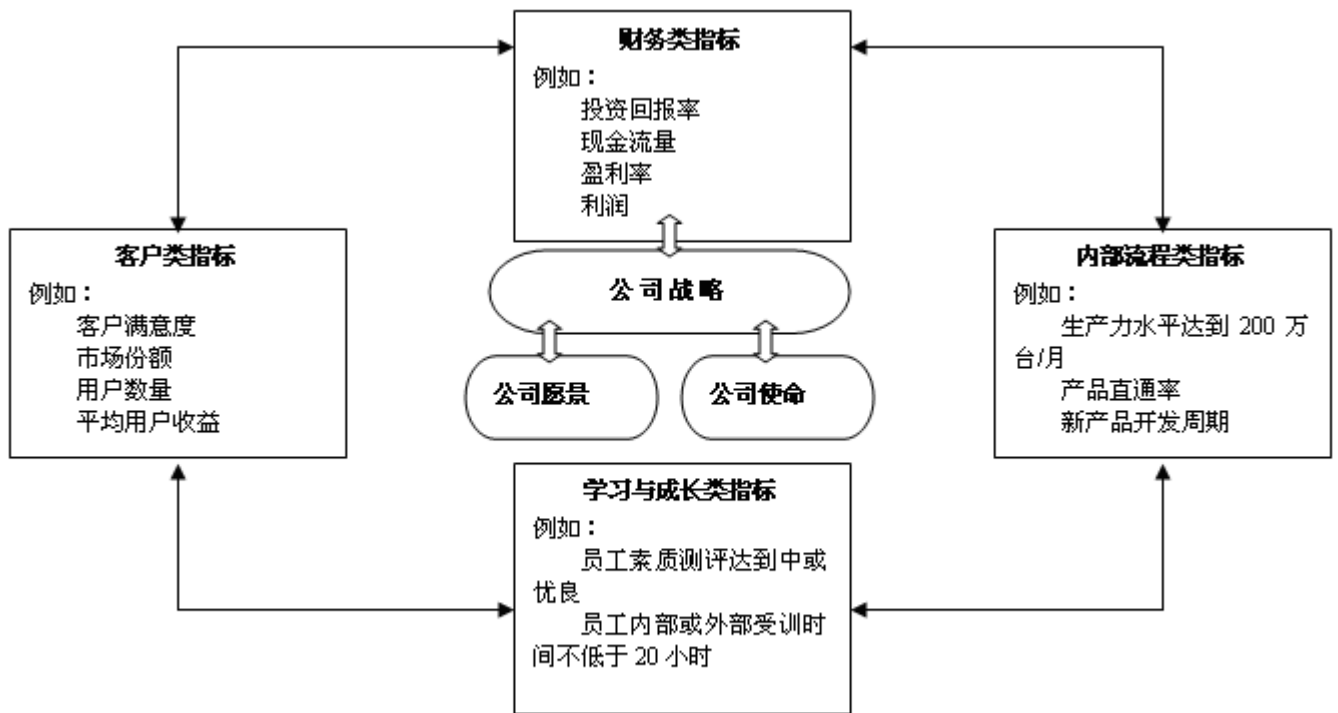 财务类指标
例如：
投资回报率
现金流量
盈利率
利润
客户类指标
例如：
客户满意度
市场份额
用户数量
平均用户收益
公司战略
公司愿景
公司使命
内部流程类指标
例如：
生产力水平达到 200 万
台/月
产品直通率
新产品开发周期
学习与成长类指标
例如：
员工素质测评达到中或
优良
员工内部或外部受训时
间不低于 20 小时